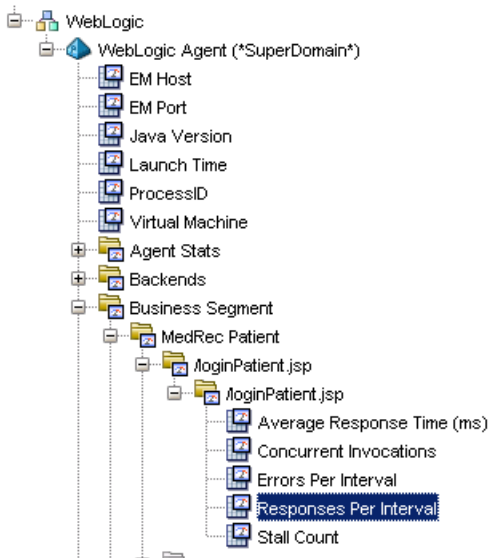 WebLogic
WebLogic Agent (*SuperDomain*)
EM Host
EM Port
Java Version
Launch Time
ProcessID
Virtual Machine
Agent Stats
Backends
Business Segment
MedRec Patient
/loginPatient.jsp
/loginPatient.jsp
Average Response Time (ms)
Concurrent Invocations
Errors Per Interval
Responses Per Interval
Stall Count